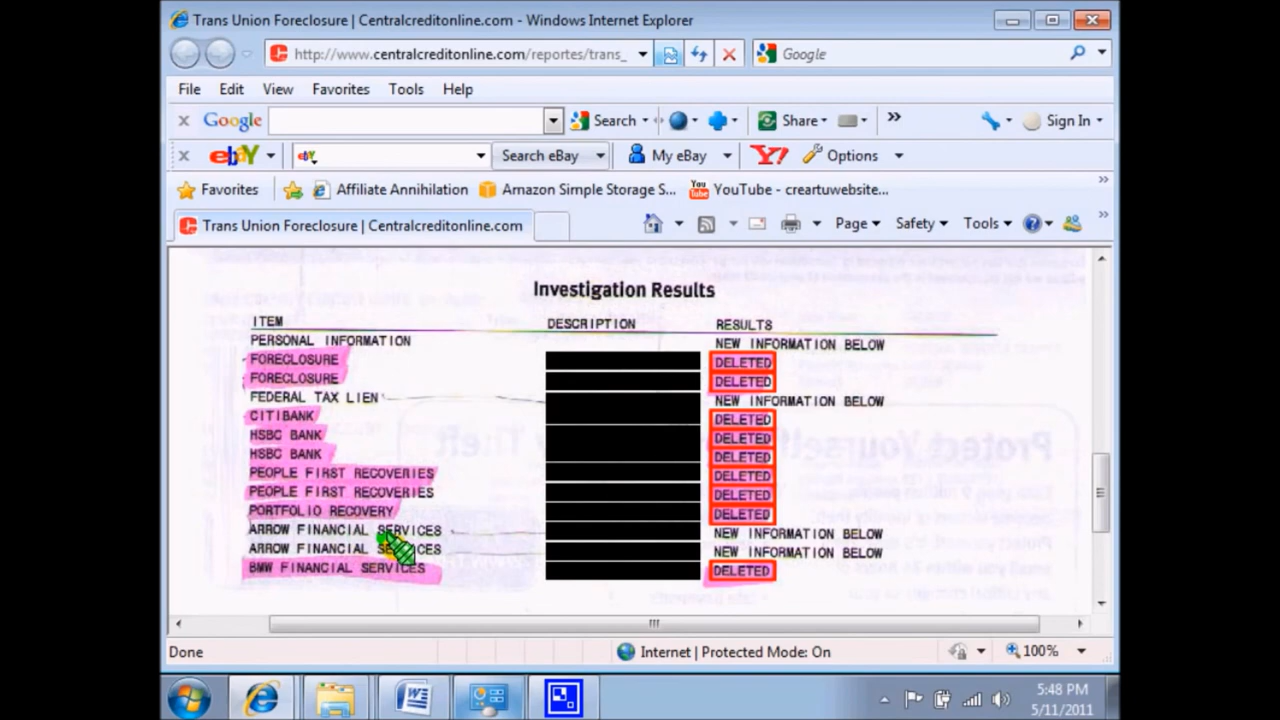 Trans Union Foreclosure | Centralcreditonline.com - Windows Internet Explorer
http://www.centralcreditonline.com/reportes/trans_
Google
File Edit View Favorites Tools Help
x Google Search Share Sign In
x ebY ebY Search eBay My eBay Y! Options
Favorites Affiliate Annihilation Amazon Simple Storage S... You Tube YouTube - creartuwebsite...
Trans Union Foreclosure | Centralcreditonline.com Page Safety Tools
Investigation Results
ITEM DESCRIPTION RESULTS
PERSONAL INFORMATION NEW INFORMATION BELOW
FORECLOSURE DELETED
FORECLOSURE DELETED
FEDERAL TAX LIEN NEW INFORMATION BELOW
CITIBANK DELETED
HSBC BANK DELETED
HSBC BANK DELETED
PEOPLE FIRST RECOVERIES DELETED
PEOPLE FIRST RECOVERIES DELETED
PORTFOLIO RECOVERY DELETED
ARROW FINANCIAL SERVICES NEW INFORMATION BELOW
ARROW FINANCIAL SERVICES NEW INFORMATION BELOW
BMW FINANCIAL SERVICES DELETED
Done Internet | Protected Mode: On 100%
5:48 PM
5/11/2011